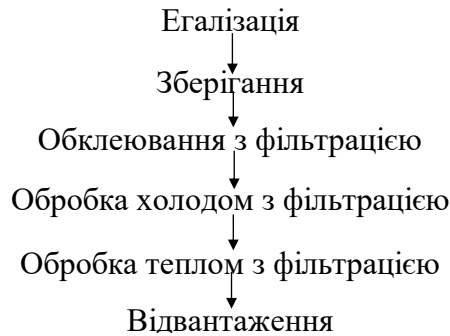 Егалізація
Зберігання
Обклеювання з фільтрацією
Обробка холодом з фільтрацією
Обробка теплом з фільтрацією
Відвантаження